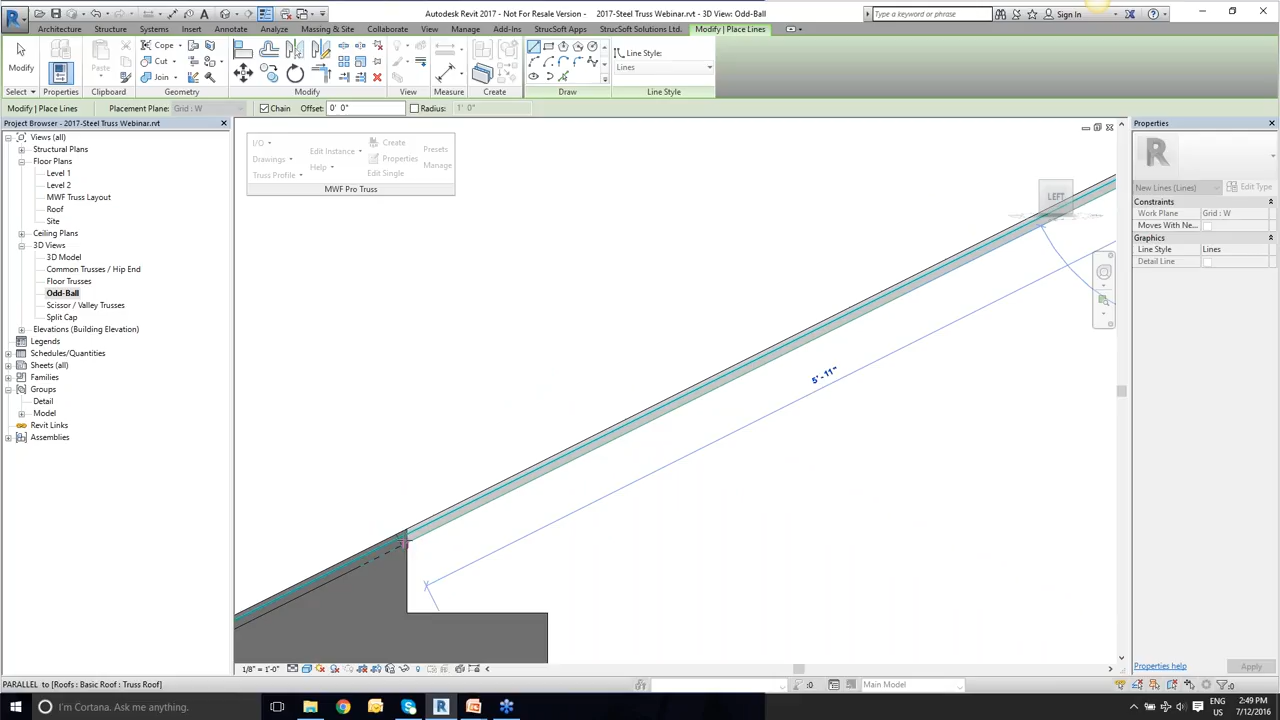 Autodesk Revit 2017 - Not For Resale Version - 2017-Steel Truss Webinar.rvt - 3D View: Odd-Ball
Type a keyword or phrase
Sign In
Architecture Structure Systems Insert Annotate Analyze Massing & Site Collaborate View Manage Add-Ins StrucSoft Apps StrucSoft Solutions Ltd. Modify | Place Lines
Modify
Cope
Cut
Join
Paste
Line Style:
Lines
Select Properties Clipboard Geometry Modify View Measure Create Draw Line Style
Modify | Place Lines Placement Plane: Grid : W Chain Offset: 0' 0" Radius: 1' 0"
Project Browser - 2017-Steel Truss Webinar.rvt
Views (all)
Structural Plans
Floor Plans
Level 1
Level 2
MWF Truss Layout
Roof
Site
Ceiling Plans
3D Views
3D Model
Common Trusses / Hip End
Floor Trusses
Odd-Ball
Scissor / Valley Trusses
Split Cap
Elevations (Building Elevation)
Legends
Schedules/Quantities
Sheets (all)
Families
Groups
Detail
Model
Revit Links
Assemblies
I/O
Drawings
Truss Profile
Edit Instance
Help
Create
Properties
Edit Single
Presets
Manage
MWF Pro Truss
LEFT
5' - 11"
Properties
R
New Lines (Lines)
Edit Type
Constraints
Work Plane Grid : W
Moves With Ne...
Graphics
Line Style Lines
Detail Line
Properties help
Apply
1/8" = 1'-0"
PARALLEL to [Roofs : Basic Roof : Truss Roof]
:0
Main Model
:0
I'm Cortana. Ask me anything.
ENG
US
2:49 PM
7/12/2016